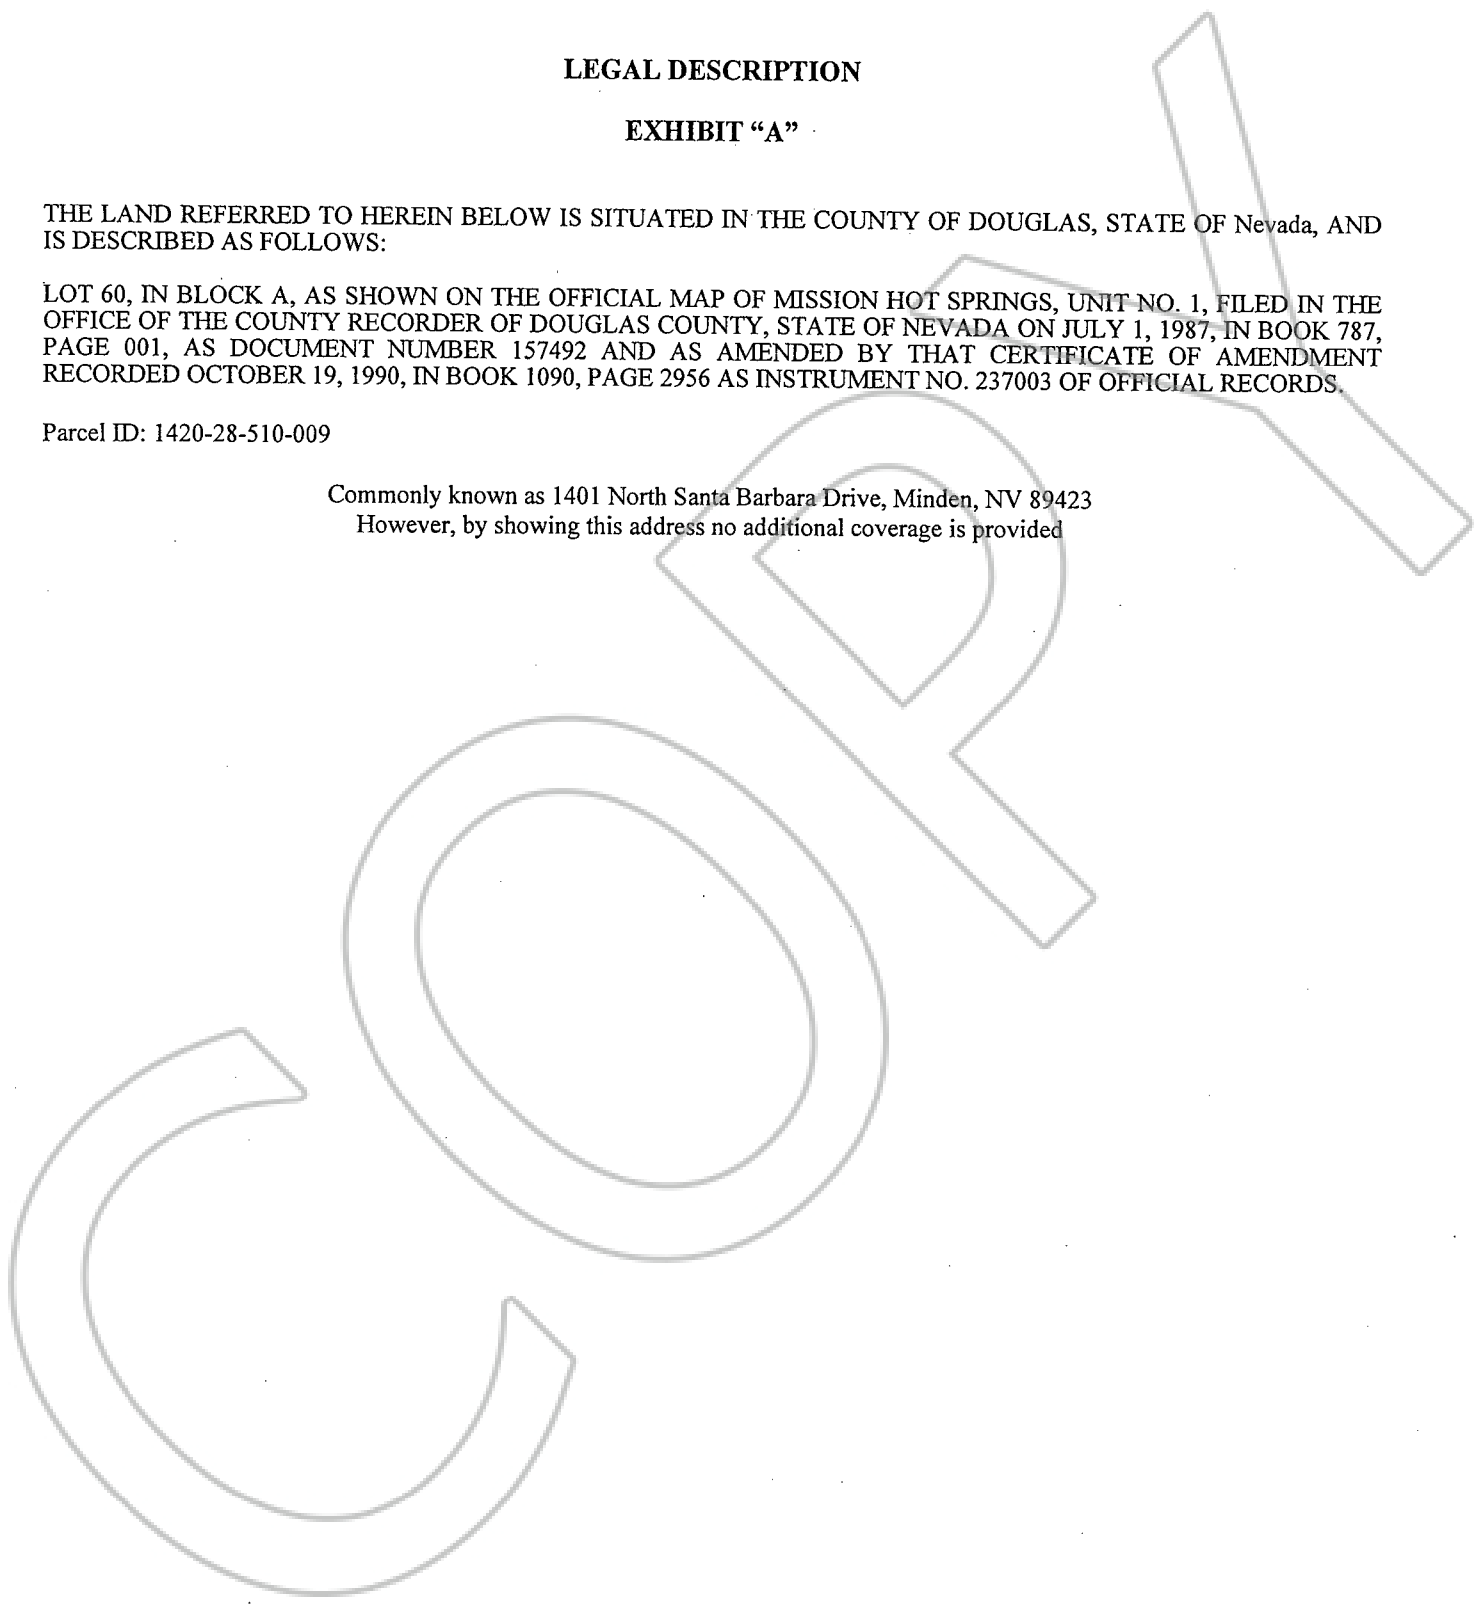 LEGAL DESCRIPTION
EXHIBIT “A”
THE LAND REFERRED TO HEREIN BELOW IS SITUATED IN THE COUNTY OF DOUGLAS, STATE OF Nevada, AND
IS DESCRIBED AS FOLLOWS:
LOT 60, IN BLOCK A, AS SHOWN ON THE OFFICIAL MAP OF MISSION HOT SPRINGS, UNIT NO. 1, FILED IN THE
OFFICE OF THE COUNTY RECORDER OF DOUGLAS COUNTY, STATE OF NEVADA ON JULY 1, 1987, IN BOOK 787,
PAGE 001, AS DOCUMENT NUMBER 157492 AND AS AMENDED BY THAT CERTIFICATE OF AMENDMENT
RECORDED OCTOBER 19, 1990, IN BOOK 1090, PAGE 2956 AS INSTRUMENT NO. 237003 OF OFFICIAL RECORDS.
Parcel ID: 1420-28-510-009
Commonly known as 1401 North Santa Barbara Drive, Minden, NV 89423
However, by showing this address no additional coverage is provided
COPY